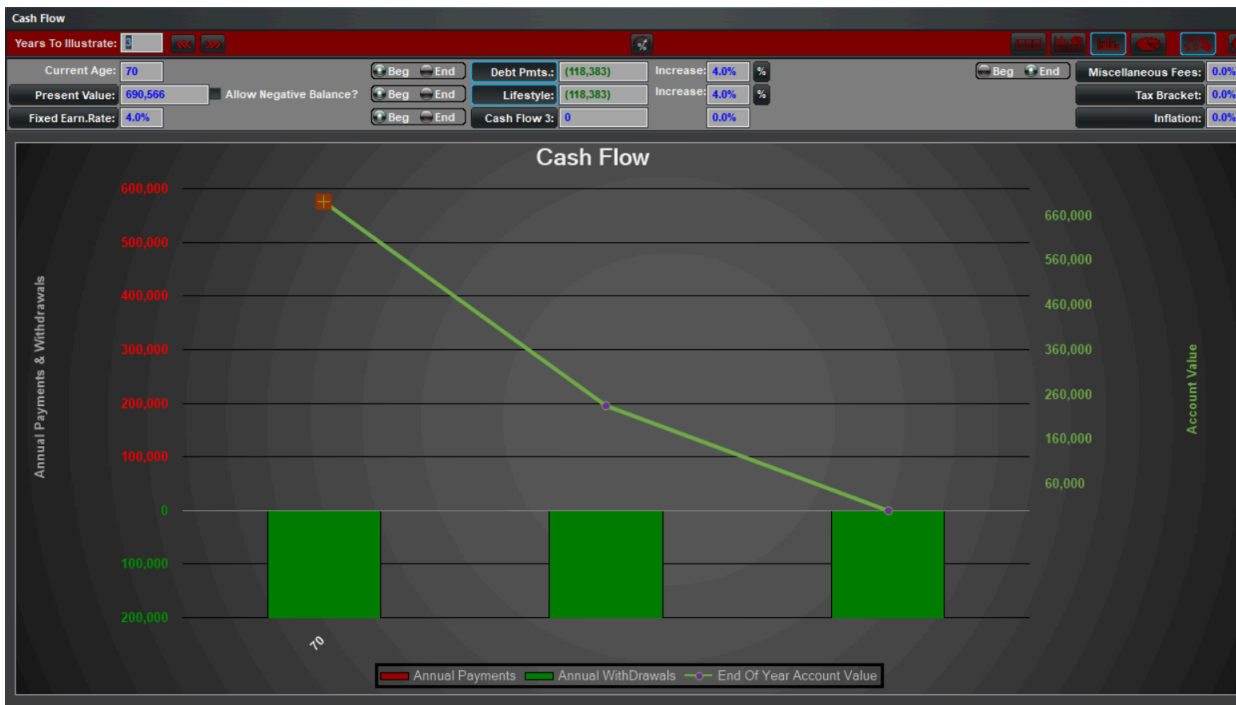 Cash Flow
Years To Illustrate: 3
Current Age: 70 Beg End Debt Pmts.: (118,383) Increase: 4.0% % Beg End Miscellaneous Fees: 0.0%
Present Value: 690,566 Allow Negative Balance? Beg End Lifestyle: (118,383) Increase: 4.0% % Tax Bracket: 0.0%
Fixed Earn.Rate: 4.0% Beg End Cash Flow 3: 0 0.0% Inflation: 0.0%
Cash Flow
600,000
500,000
400,000
300,000
200,000
100,000
0
100,000
200,000
Annual Payments & Withdrawals
660,000
560,000
460,000
360,000
260,000
160,000
60,000
Account Value
70
Annual Payments Annual WithDrawals End Of Year Account Value